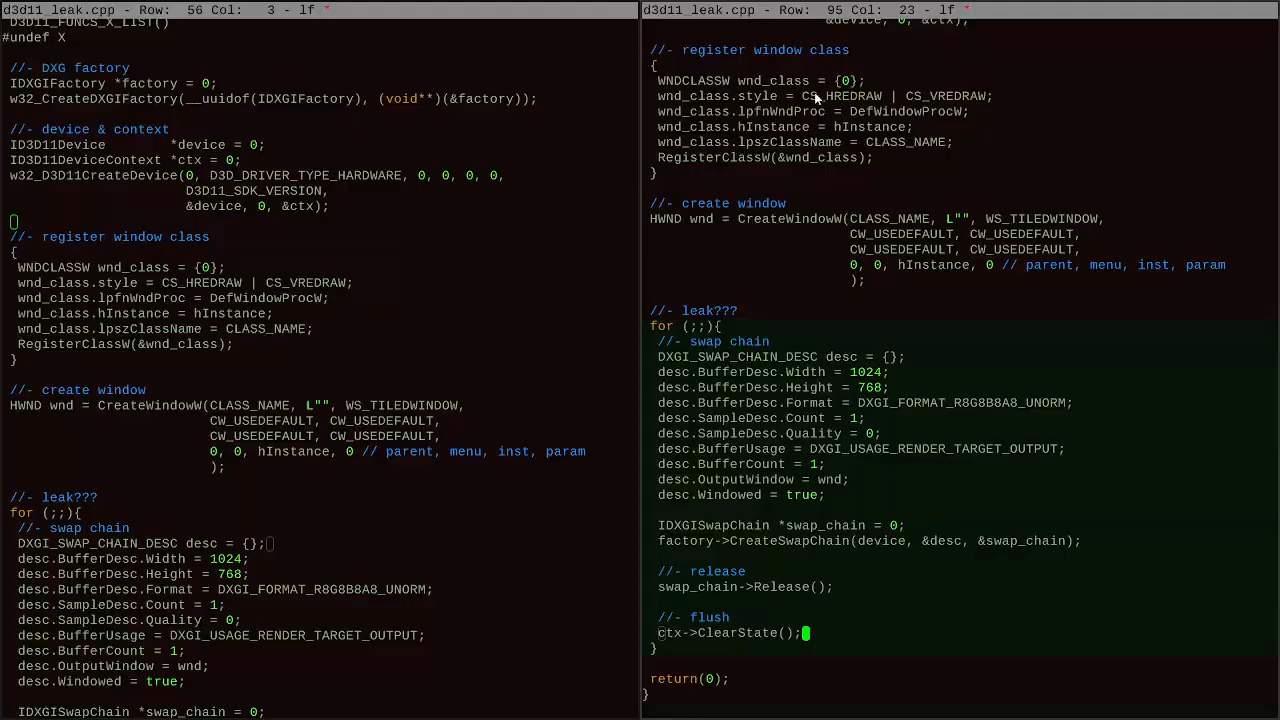 d3d11_leak.cpp - Row:  56 Col:   3 - lf *
D3D11_FUNCS_X_LIST()
#undef X
//- DXG factory
IDXGIFactory *factory = 0;
w32_CreateDXGIFactory(__uuidof(IDXGIFactory), (void**)(&factory));
//- device & context
ID3D11Device        *device = 0;
ID3D11DeviceContext *ctx = 0;
w32_D3D11CreateDevice(0, D3D_DRIVER_TYPE_HARDWARE, 0, 0, 0, 0,
D3D11_SDK_VERSION,
&device, 0, &ctx);
//- register window class
{
WNDCLASSW wnd_class = {0};
wnd_class.style = CS_HREDRAW | CS_VREDRAW;
wnd_class.lpfnWndProc = DefWindowProcW;
wnd_class.hInstance = hInstance;
wnd_class.lpszClassName = CLASS_NAME;
RegisterClassW(&wnd_class);
}
//- create window
HWND wnd = CreateWindowW(CLASS_NAME, L"", WS_TILEDWINDOW,
CW_USEDEFAULT, CW_USEDEFAULT,
CW_USEDEFAULT, CW_USEDEFAULT,
0, 0, hInstance, 0 // parent, menu, inst, param
);
//- leak???
for (;;){
//- swap chain
DXGI_SWAP_CHAIN_DESC desc = {};
desc.BufferDesc.Width = 1024;
desc.BufferDesc.Height = 768;
desc.BufferDesc.Format = DXGI_FORMAT_R8G8B8A8_UNORM;
desc.SampleDesc.Count = 1;
desc.SampleDesc.Quality = 0;
desc.BufferUsage = DXGI_USAGE_RENDER_TARGET_OUTPUT;
desc.BufferCount = 1;
desc.OutputWindow = wnd;
desc.Windowed = true;
IDXGISwapChain *swap_chain = 0;
d3d11_leak.cpp - Row:  95 Col:  23 - lf *
&device, 0, &ctx);
//- register window class
{
WNDCLASSW wnd_class = {0};
wnd_class.style = CS_HREDRAW | CS_VREDRAW;
wnd_class.lpfnWndProc = DefWindowProcW;
wnd_class.hInstance = hInstance;
wnd_class.lpszClassName = CLASS_NAME;
RegisterClassW(&wnd_class);
}
//- create window
HWND wnd = CreateWindowW(CLASS_NAME, L"", WS_TILEDWINDOW,
CW_USEDEFAULT, CW_USEDEFAULT,
CW_USEDEFAULT, CW_USEDEFAULT,
0, 0, hInstance, 0 // parent, menu, inst, param
);
//- leak???
for (;;){
//- swap chain
DXGI_SWAP_CHAIN_DESC desc = {};
desc.BufferDesc.Width = 1024;
desc.BufferDesc.Height = 768;
desc.BufferDesc.Format = DXGI_FORMAT_R8G8B8A8_UNORM;
desc.SampleDesc.Count = 1;
desc.SampleDesc.Quality = 0;
desc.BufferUsage = DXGI_USAGE_RENDER_TARGET_OUTPUT;
desc.BufferCount = 1;
desc.OutputWindow = wnd;
desc.Windowed = true;
IDXGISwapChain *swap_chain = 0;
factory->CreateSwapChain(device, &desc, &swap_chain);
//- release
swap_chain->Release();
//- flush
ctx->ClearState();
}
return(0);
}